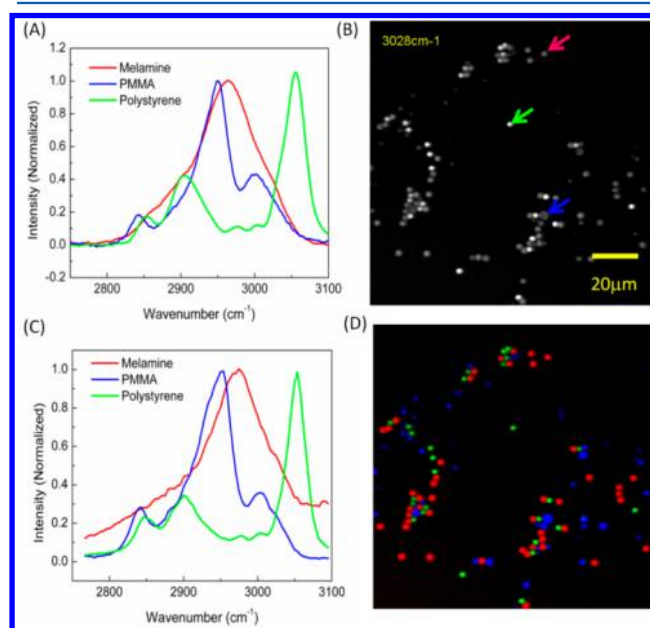 (A)
1.2
1.0
0.8
0.6
0.4
0.2
0.0
-0.2
Intensity (Normalized)
Melamine
PMMA
Polystyrene
2800 2900 3000 3100
Wavenumber (cm⁻¹)
(B)
3028cm-1
20µm
(C)
1.0
0.8
0.6
0.4
0.2
0.0
Intensity (Normalized)
Melamine
PMMA
Polystyrene
2800 2900 3000 3100
Wavenumber (cm⁻¹)
(D)